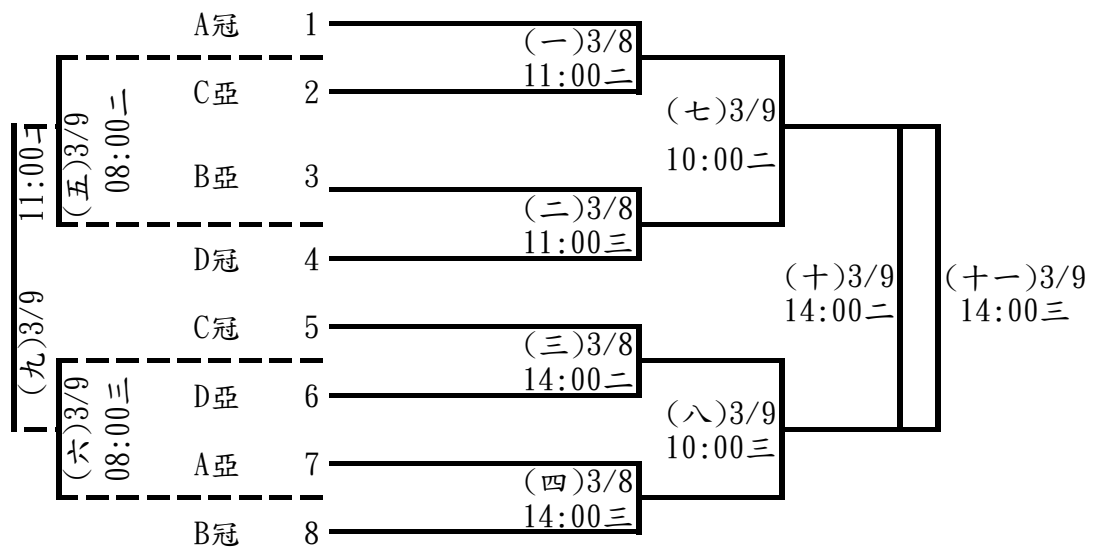 A冠 1
(一)3/8
11:00二
C亞 2
(七)3/9
10:00二
(五)3/9
08:00二
11:00二
B亞 3
(二)3/8
11:00三
D冠 4
(十)3/9
14:00二
(十一)3/9
14:00三
(九)3/9
C冠 5
(三)3/8
14:00二
D亞 6
(六)3/9
08:00三
(八)3/9
10:00三
A亞 7
(四)3/8
14:00三
B冠 8